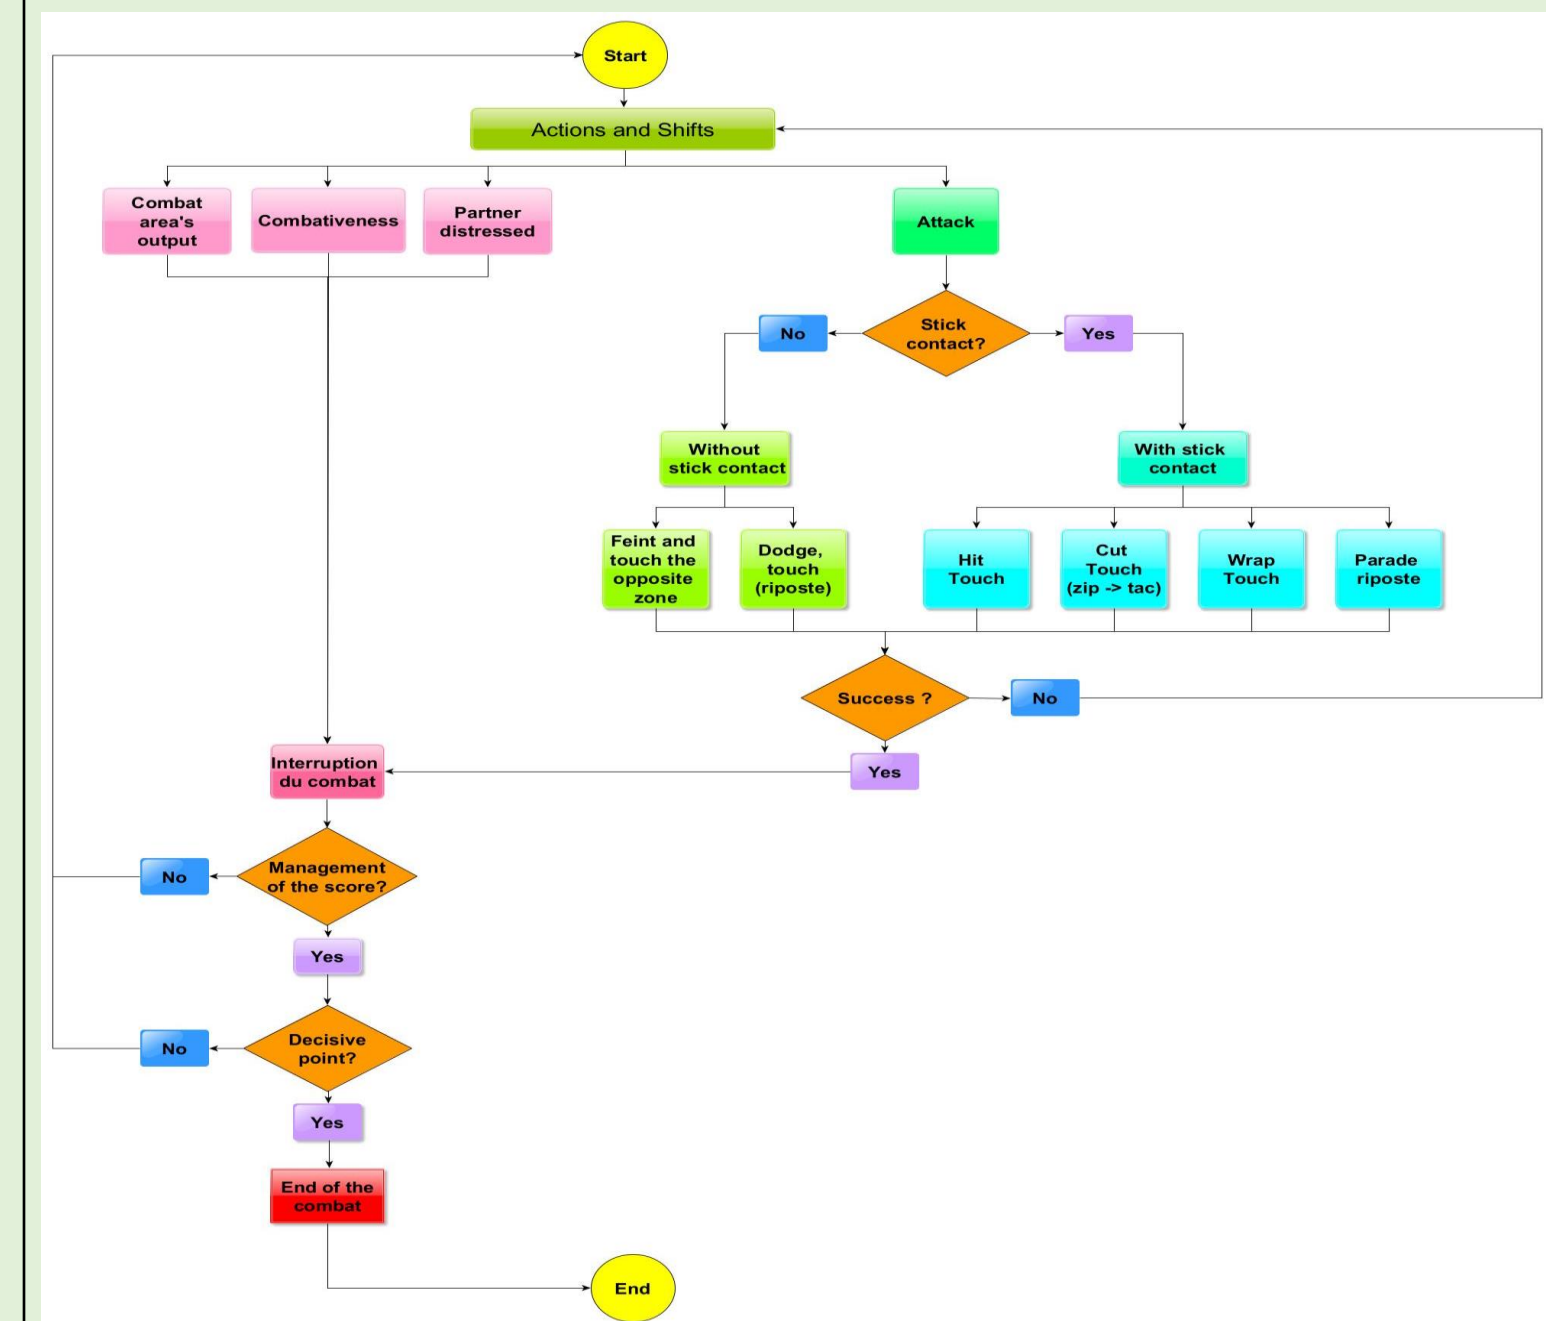 Start
Actions and Shifts
Combat
area's
output
Combativeness
Partner
distressed
Attack
Stick
contact?
No
Yes
Without
stick contact
With stick
contact
Feint and
touch the
opposite
zone
Dodge,
touch
(riposte)
Hit
Touch
Cut
Touch
(zip -> tac)
Wrap
Touch
Parade
riposte
Success ?
No
Yes
Interruption
du combat
Management
of the score?
No
Yes
Decisive
point?
No
Yes
End of the
combat
End